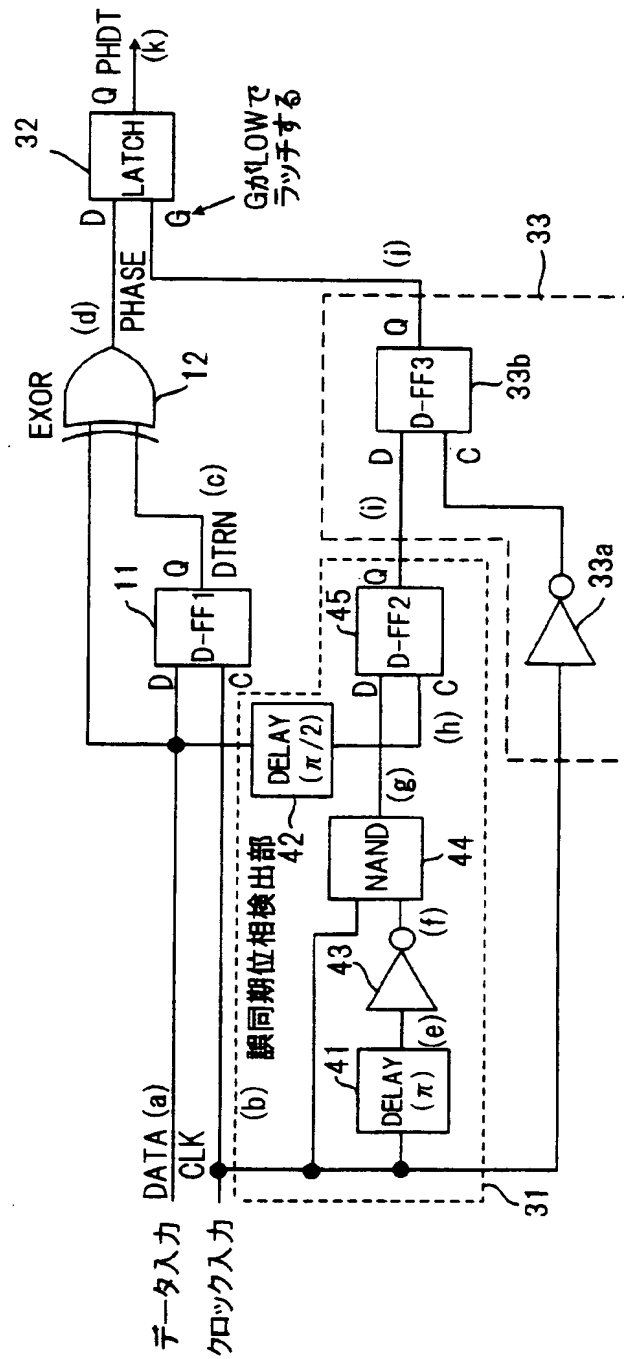 データ入力 DATA (a)
クロック入力 CLK
(b)
誤同期位相検出部
31
41
DELAY
(π)
(e)
43
(f)
NAND
44
(g)
42
DELAY
(π/2)
(h)
D
C
D-FF2
45
Q
(i)
D
C
D-FF1
11
Q
DTRN
(c)
EXOR
12
(d)
PHASE
D
G
LATCH
32
Q PHDT
(k)
GがLOWで
ラッチする
(j)
33
D
C
D-FF3
Q
33b
33a